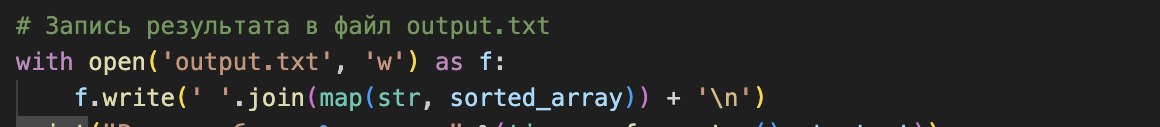 # Запись результата в файл output.txt
with open('output.txt', 'w') as f:
f.write(' '.join(map(str, sorted_array)) + '\n')